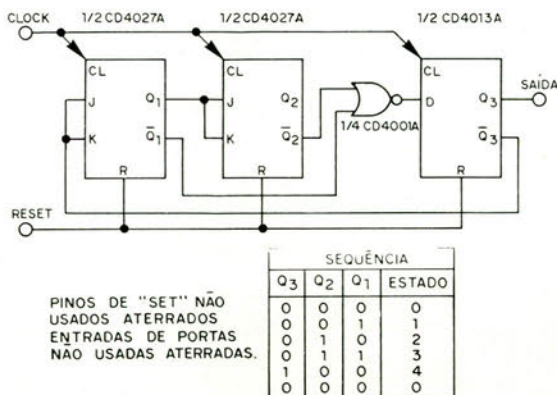 1/2 CD4027A
1/2 CD4027A
1/2 CD4013A
CLOCK
CL
CL
CL
SAÍDA
J
Q1
J
Q2
D
Q3
K
Q̅1
K
Q̅2
1/4 CD4001A
Q̅3
R
R
R
RESET
SEQUÊNCIA
Q3 Q2 Q1 ESTADO
0 0 0 0
0 0 1 1
0 1 0 2
0 1 1 3
1 0 0 4
0 0 0 0
PINOS DE "SET" NÃO
USADOS ATERRADOS
ENTRADAS DE PORTAS
NÃO USADAS ATERRADAS.